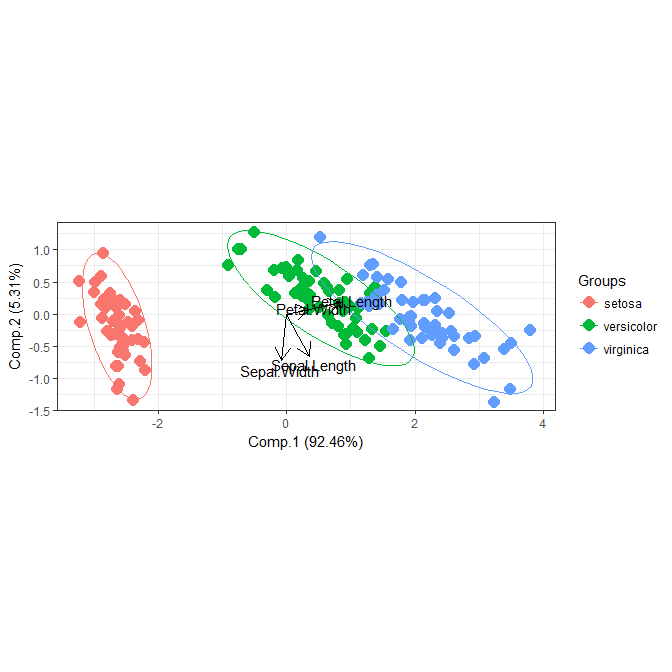 Comp.2 (5.31%)
1.0
0.5
0.0
-0.5
-1.0
-1.5
Petal.Length
Petal.Width
Sepal.Length
Sepal.Width
-2
0
2
4
Comp.1 (92.46%)
Groups
setosa
versicolor
virginica